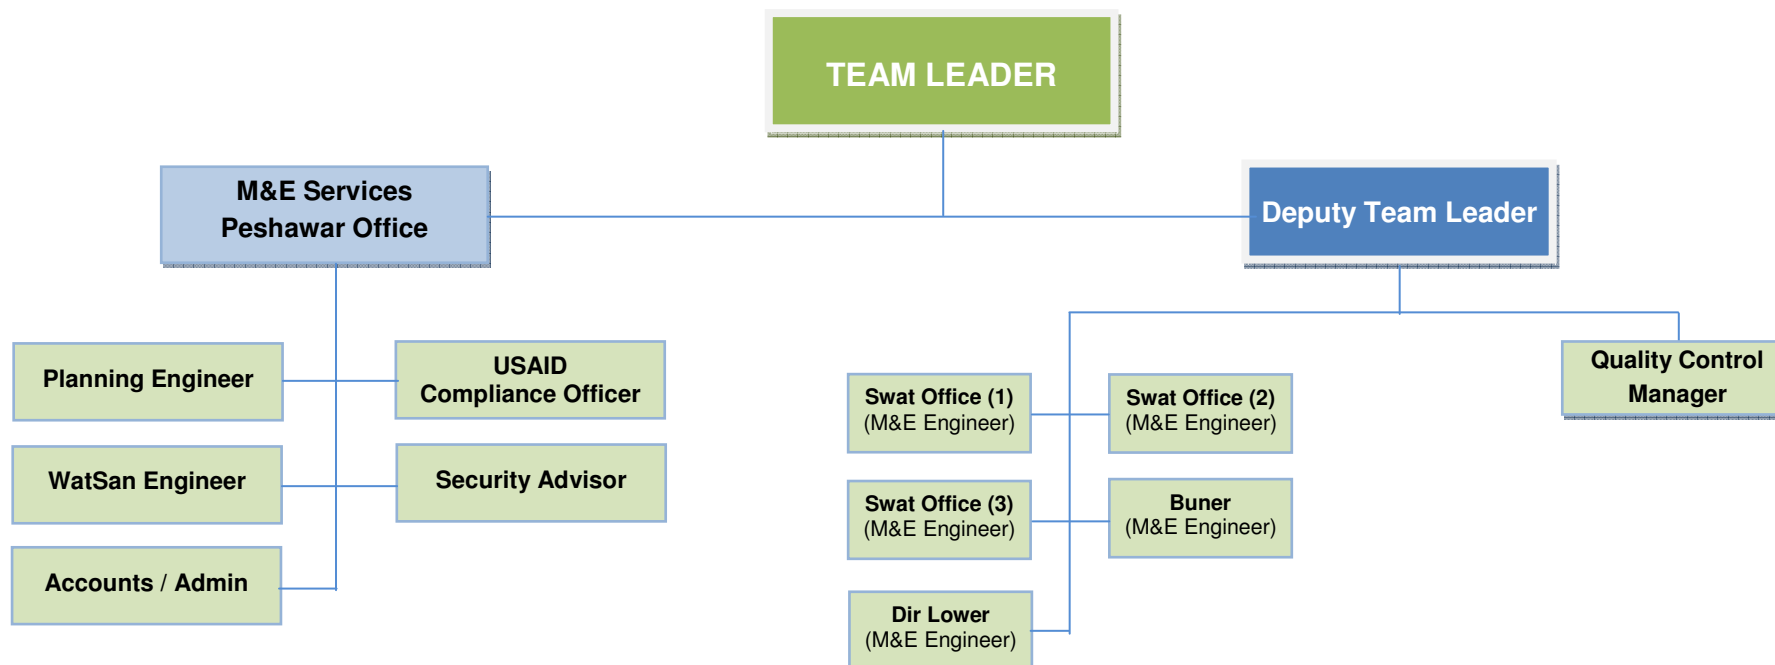 TEAM LEADER
M&E Services
Peshawar Office
Deputy Team Leader
Planning Engineer
USAID
Compliance Officer
WatSan Engineer
Security Advisor
Accounts / Admin
Swat Office (1)
(M&E Engineer)
Swat Office (2)
(M&E Engineer)
Swat Office (3)
(M&E Engineer)
Buner
(M&E Engineer)
Dir Lower
(M&E Engineer)
Quality Control
Manager